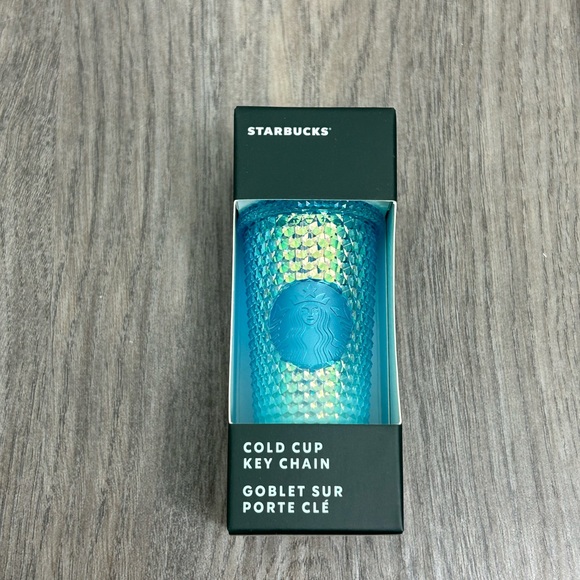 STARBUCKS®
COLD CUP
KEY CHAIN
GOBLET SUR
PORTE CLÉ